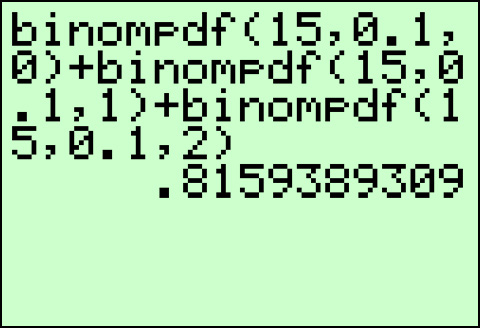 binompdf(15,0.1,
0)+binompdf(15,0
.1,1)+binompdf(1
5,0.1,2)
.8159389309